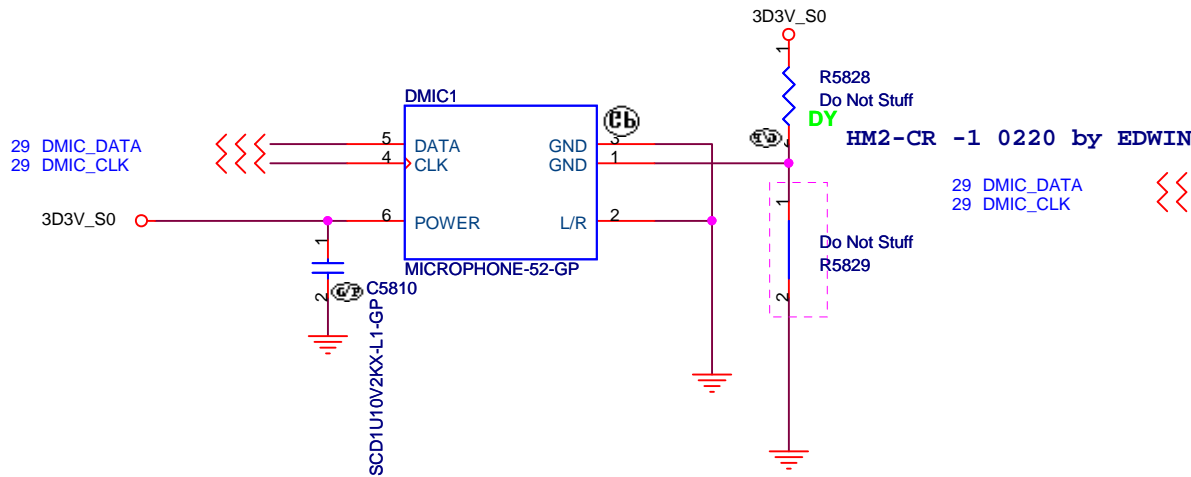 3D3V_S0
1
R5828
Do Not Stuff
DY
HM2-CR -1 0220 by EDWIN
DMIC1
29 DMIC_DATA
29 DMIC_CLK
5
4
DATA
CLK
GND
GND
3
1
29 DMIC_DATA
29 DMIC_CLK
3D3V_S0
6
POWER
L/R
2
MICROPHONE-52-GP
1
2
C5810
SCD1U10V2KX-L1-GP
1
Do Not Stuff
R5829
2